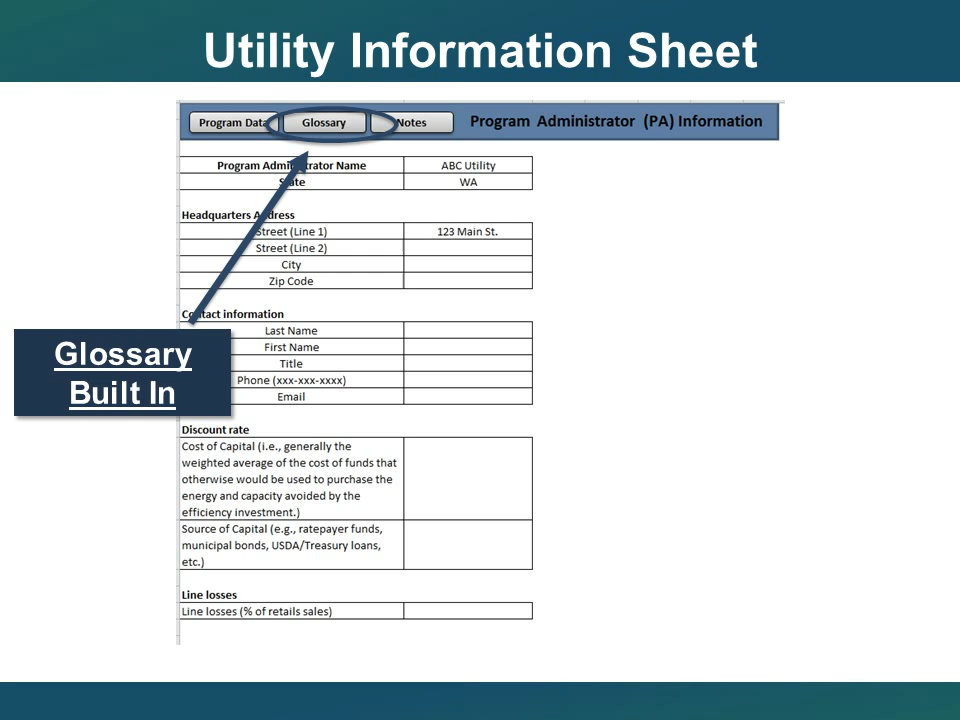 Utility Information Sheet
Program Data Glossary Notes Program Administrator (PA) Information
Program Administrator Name ABC Utility
State WA
Headquarters Address
Street (Line 1) 123 Main St.
Street (Line 2)
City
Zip Code
Contact information
Last Name
First Name
Title
Phone (xxx-xxx-xxxx)
Email
Glossary
Built In
Discount rate
Cost of Capital (i.e., generally the
weighted average of the cost of funds that
otherwise would be used to purchase the
energy and capacity avoided by the
efficiency investment.)
Source of Capital (e.g., ratepayer funds,
municipal bonds, USDA/Treasury loans,
etc.)
Line losses
Line losses (% of retails sales)